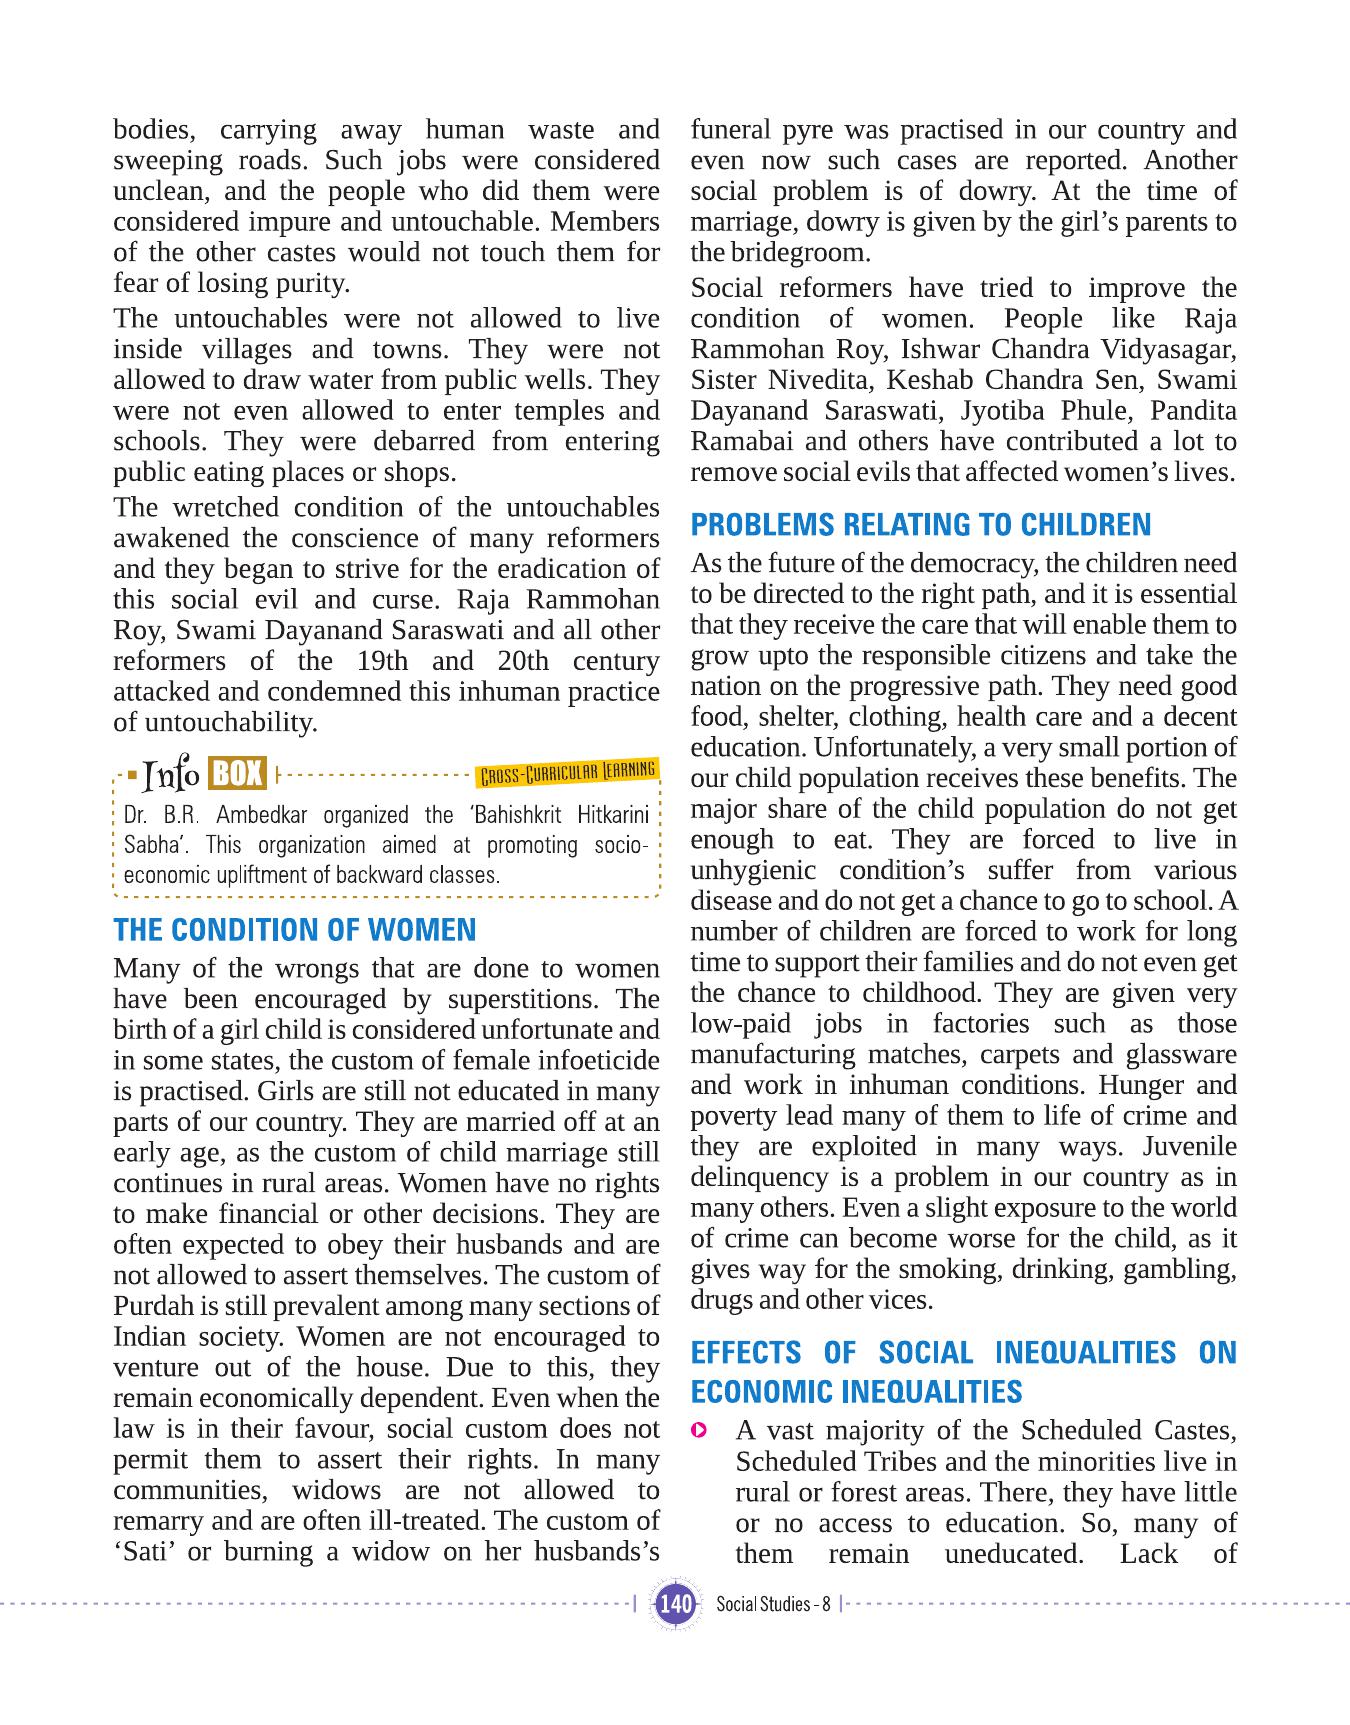 bodies, carrying away human waste and
sweeping roads. Such jobs were considered
unclean, and the people who did them were
considered impure and untouchable. Members
of the other castes would not touch them for
fear of losing purity.
The untouchables were not allowed to live
inside villages and towns. They were not
allowed to draw water from public wells. They
were not even allowed to enter temples and
schools. They were debarred from entering
public eating places or shops.
The wretched condition of the untouchables
awakened the conscience of many reformers
and they began to strive for the eradication of
this social evil and curse. Raja Rammohan
Roy, Swami Dayanand Saraswati and all other
reformers of the 19th and 20th century
attacked and condemned this inhuman practice
of untouchability.
Info BOX
CROSS-CURRICULAR LEARNING
Dr. B.R. Ambedkar organized the ‘Bahishkrit Hitkarini
Sabha’. This organization aimed at promoting socio-
economic upliftment of backward classes.
THE CONDITION OF WOMEN
Many of the wrongs that are done to women
have been encouraged by superstitions. The
birth of a girl child is considered unfortunate and
in some states, the custom of female infoeticide
is practised. Girls are still not educated in many
parts of our country. They are married off at an
early age, as the custom of child marriage still
continues in rural areas. Women have no rights
to make financial or other decisions. They are
often expected to obey their husbands and are
not allowed to assert themselves. The custom of
Purdah is still prevalent among many sections of
Indian society. Women are not encouraged to
venture out of the house. Due to this, they
remain economically dependent. Even when the
law is in their favour, social custom does not
permit them to assert their rights. In many
communities, widows are not allowed to
remarry and are often ill-treated. The custom of
‘Sati’ or burning a widow on her husbands’s
funeral pyre was practised in our country and
even now such cases are reported. Another
social problem is of dowry. At the time of
marriage, dowry is given by the girl’s parents to
the bridegroom.
Social reformers have tried to improve the
condition of women. People like Raja
Rammohan Roy, Ishwar Chandra Vidyasagar,
Sister Nivedita, Keshab Chandra Sen, Swami
Dayanand Saraswati, Jyotiba Phule, Pandita
Ramabai and others have contributed a lot to
remove social evils that affected women’s lives.
PROBLEMS RELATING TO CHILDREN
As the future of the democracy, the children need
to be directed to the right path, and it is essential
that they receive the care that will enable them to
grow upto the responsible citizens and take the
nation on the progressive path. They need good
food, shelter, clothing, health care and a decent
education. Unfortunately, a very small portion of
our child population receives these benefits. The
major share of the child population do not get
enough to eat. They are forced to live in
unhygienic condition’s suffer from various
disease and do not get a chance to go to school. A
number of children are forced to work for long
time to support their families and do not even get
the chance to childhood. They are given very
low-paid jobs in factories such as those
manufacturing matches, carpets and glassware
and work in inhuman conditions. Hunger and
poverty lead many of them to life of crime and
they are exploited in many ways. Juvenile
delinquency is a problem in our country as in
many others. Even a slight exposure to the world
of crime can become worse for the child, as it
gives way for the smoking, drinking, gambling,
drugs and other vices.
EFFECTS OF SOCIAL INEQUALITIES ON
ECONOMIC INEQUALITIES
A vast majority of the Scheduled Castes,
Scheduled Tribes and the minorities live in
rural or forest areas. There, they have little
or no access to education. So, many of
them remain uneducated. Lack of
140 Social Studies - 8